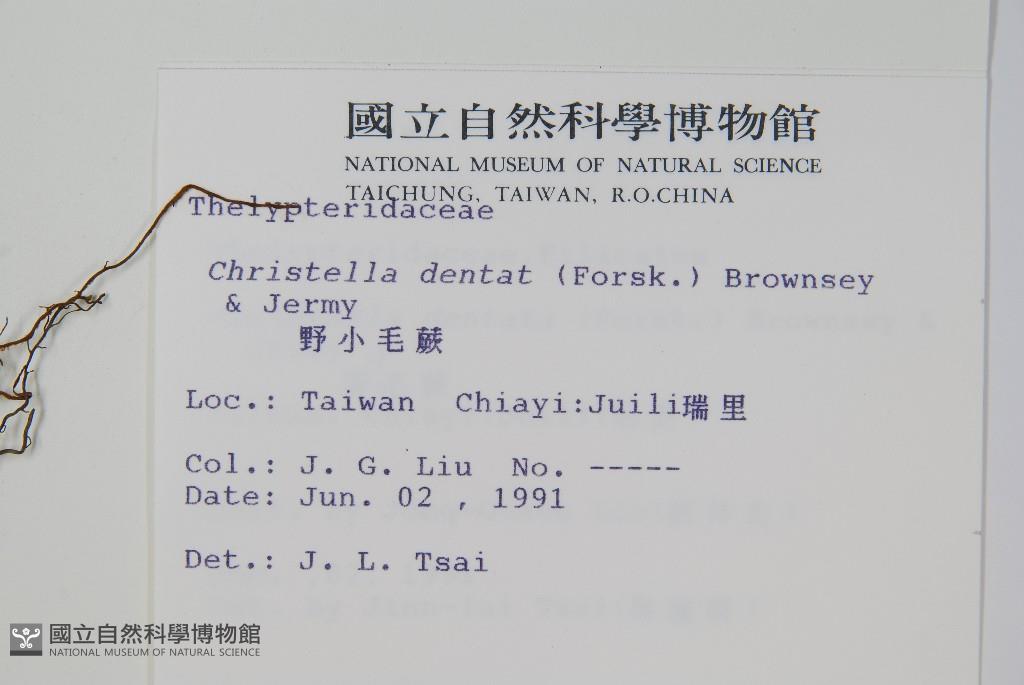 國立自然科學博物館
NATIONAL MUSEUM OF NATURAL SCIENCE
TAICHUNG, TAIWAN, R.O.CHINA
Thelypteridaceae
Christella dentat (Forsk.) Brownsey
& Jermy
野小毛蕨
Loc.: Taiwan Chiayi:Juili瑞里
Col.: J. G. Liu No. -----
Date: Jun. 02 , 1991
Det.: J. L. Tsai
國立自然科學博物館
NATIONAL MUSEUM OF NATURAL SCIENCE